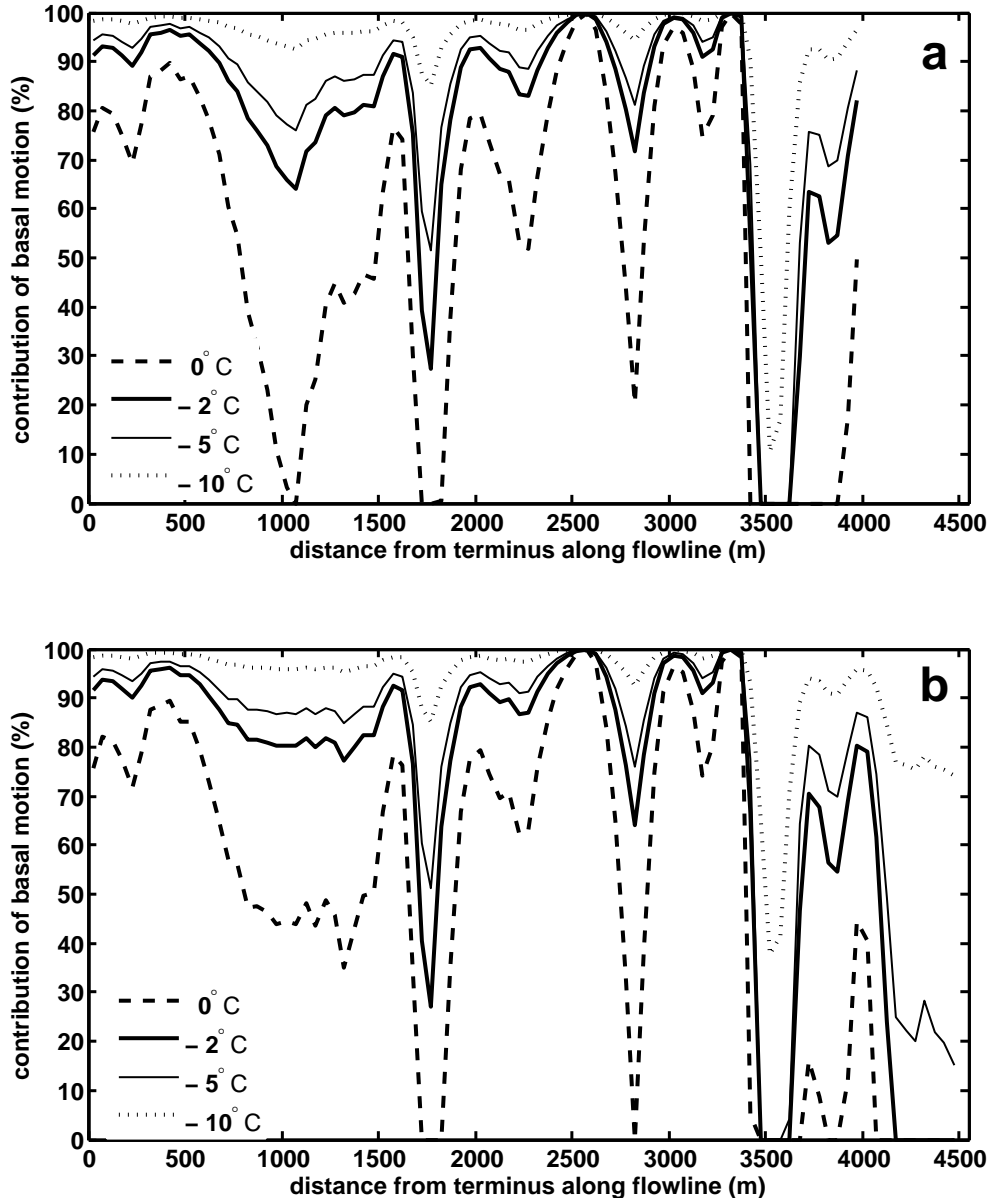 a
contribution of basal motion (%)
100
90
80
70
60
50
40
30
20
10
0
0° C
– 2° C
– 5° C
– 10° C
0 500 1000 1500 2000 2500 3000 3500 4000 4500
distance from terminus along flowline (m)
b
contribution of basal motion (%)
100
90
80
70
60
50
40
30
20
10
0
0° C
– 2° C
– 5° C
– 10° C
0 500 1000 1500 2000 2500 3000 3500 4000 4500
distance from terminus along flowline (m)